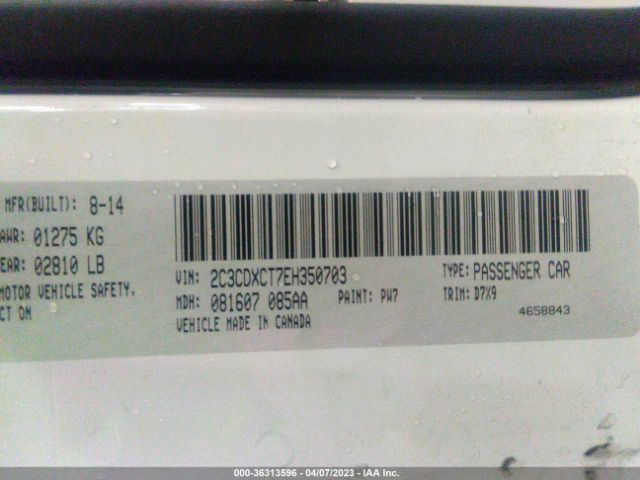 MFR(BUILT): 8-14
AWR: 01275 KG
EAR: 02810 LB
MOTOR VEHICLE SAFETY,
CT ON
VIN: 2C3CDXCT7EH350703
TYPE: PASSENGER CAR
MDH: 081607 085AA
PAINT: PW7
TRIM: D7X9
VEHICLE MADE IN CANADA
4658843
000-36313596 - 04/07/2023 - IAA Inc.